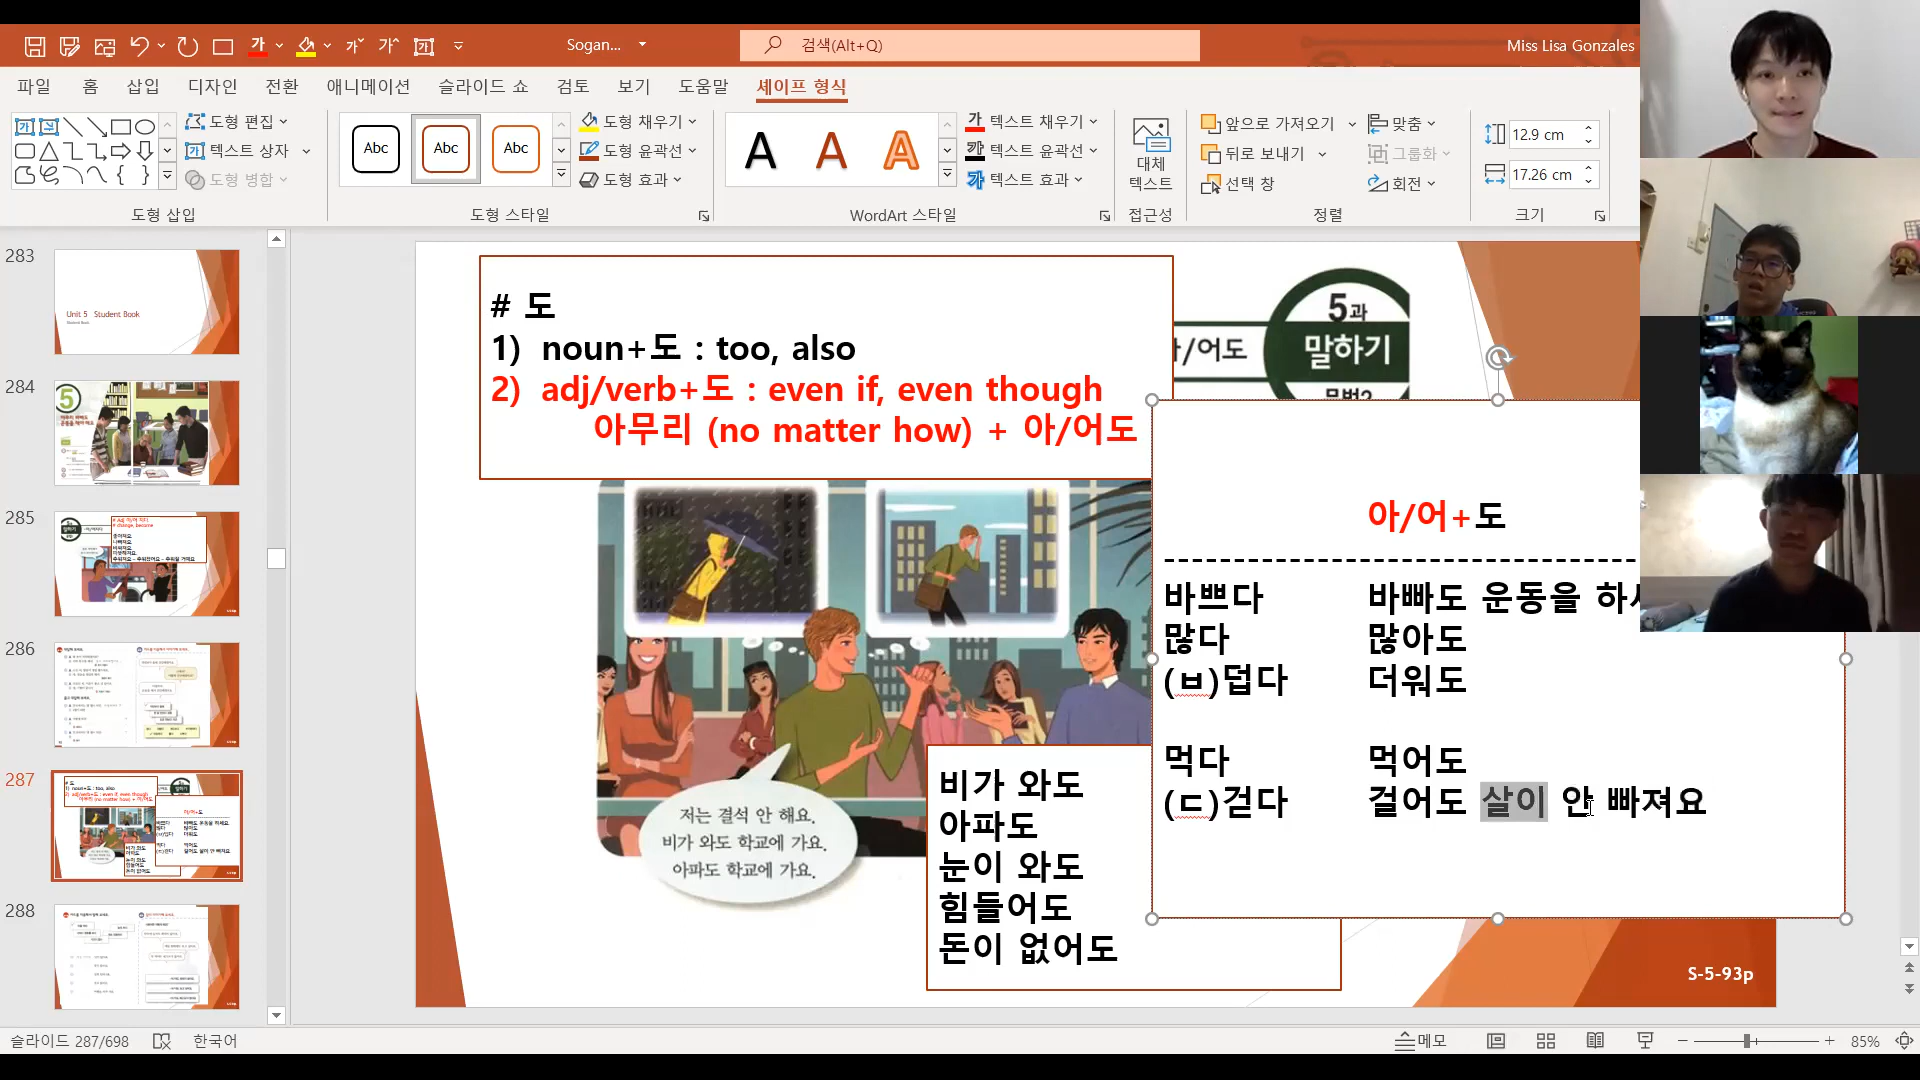 Sogan...
검색(Alt+Q)
Miss Lisa Gonzales
파일 홈 삽입 디자인 전환 애니메이션 슬라이드 쇼 검토 보기 도움말 셰이프 형식
도형 편집
텍스트 상자
도형 병합
도형 삽입
Abc Abc Abc
도형 채우기
도형 윤곽선
도형 효과
도형 스타일
A A A
텍스트 채우기
텍스트 윤곽선
텍스트 효과
WordArt 스타일
대체
텍스트
접근성
앞으로 가져오기
뒤로 보내기
선택 창
맞춤
그룹화
회전
정렬
12.9 cm
17.26 cm
크기
283
Unit 5 Student Book
284
285
286
287
288
# 도
1) noun+도 : too, also
2) adj/verb+도 : even if, even though
아무리 (no matter how) + 아/어도
/어도
5과
말하기
문법2
저는 결석 안 해요.
비가 와도 학교에 가요.
아파도 학교에 가요.
비가 와도
아파도
눈이 와도
힘들어도
돈이 없어도
아/어+도
바쁘다 바빠도 운동을
많다 많아도
(ㅂ)덥다 더워도
먹다 먹어도
(ㄷ)걷다 걸어도 살이 안 빠져요
S-5-93p
슬라이드 287/698 한국어
메모
85%